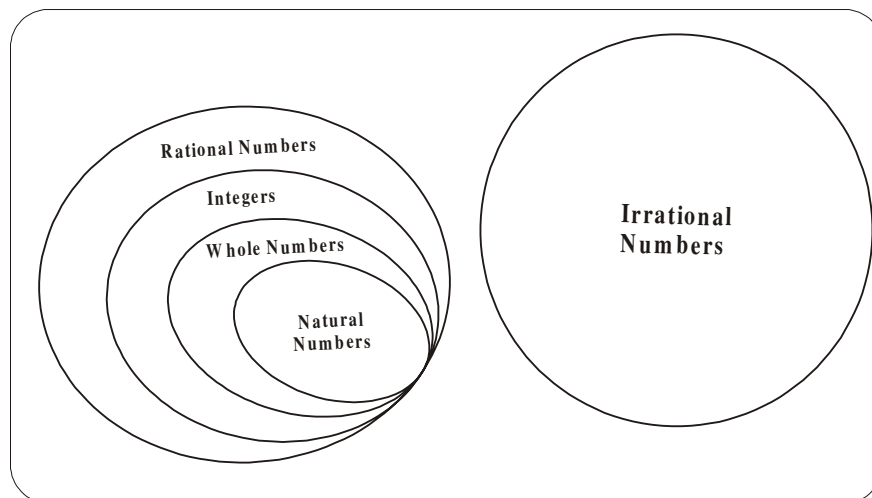 Rational Numbers
Integers
Whole Numbers
Natural
Numbers
Irrational
Numbers